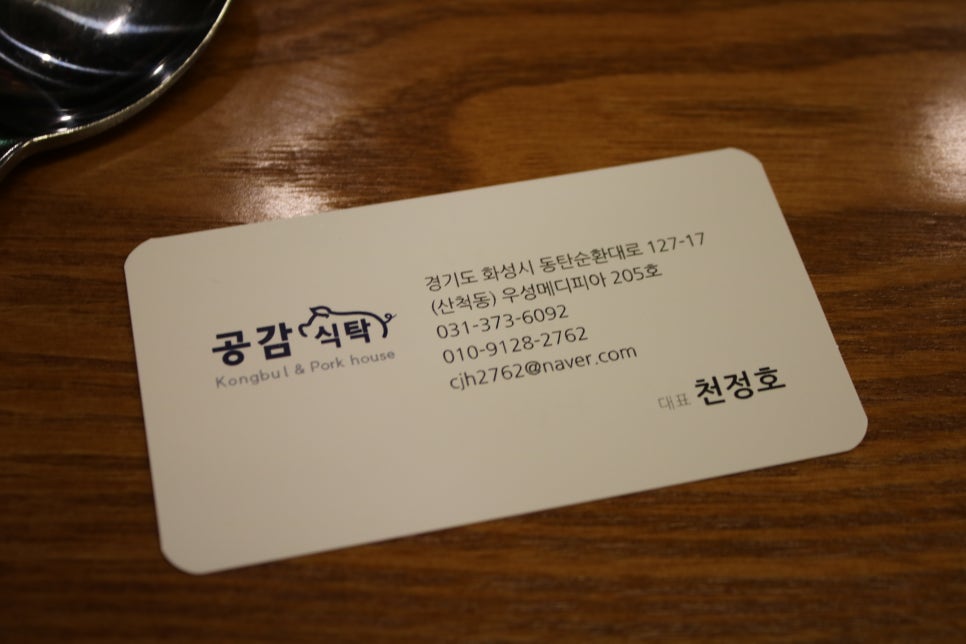 공감 식탁
Kongbul & Pork house
경기도 화성시 동탄순환대로 127-17
(산척동) 우성메디피아 205호
031-373-6092
010-9128-2762
cjh2762@naver.com
대표 천정호